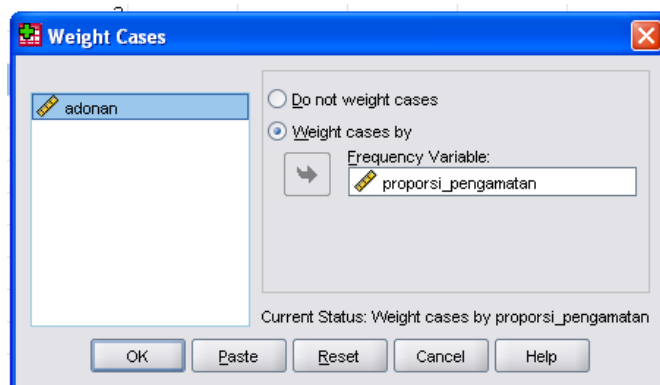 Weight Cases
adonan
Do not weight cases
Weight cases by
Frequency Variable:
proporsi_pengamatan
Current Status: Weight cases by proporsi_pengamatan
OK
Paste
Reset
Cancel
Help